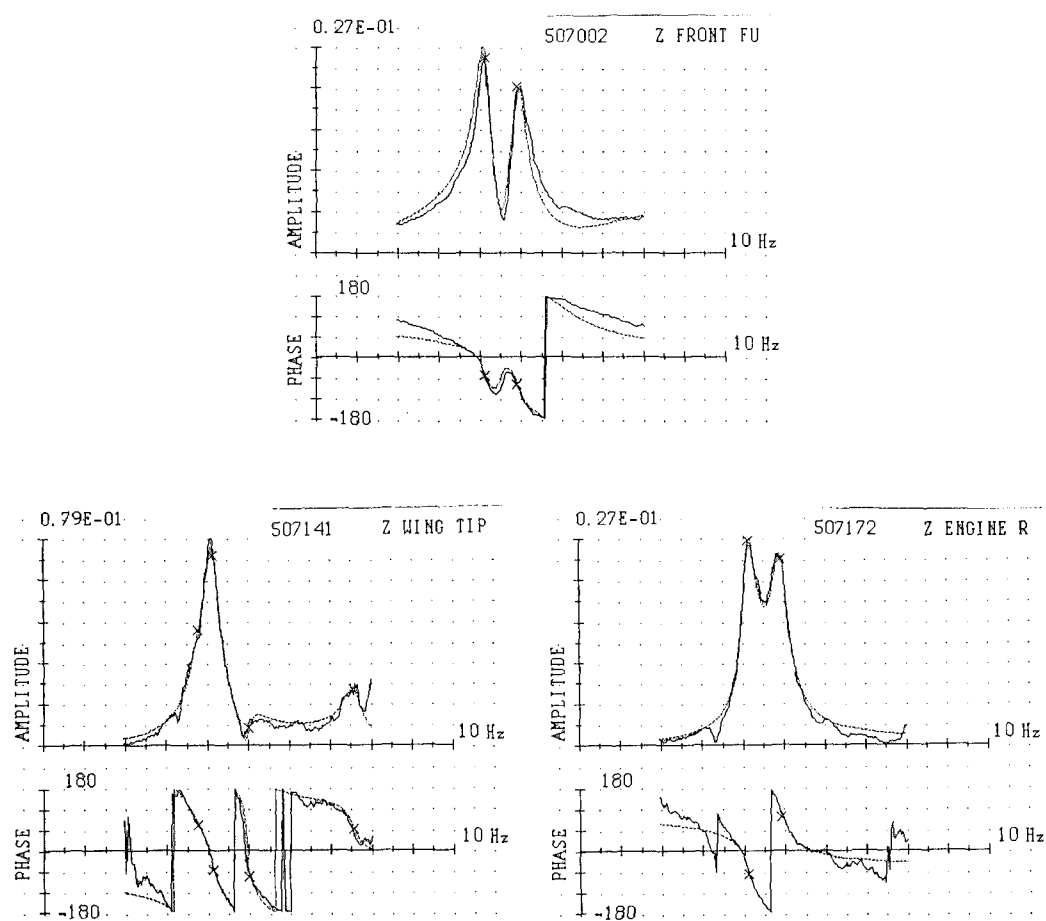 0.27E-01
507002 Z FRONT FU
AMPLITUDE
10 Hz
180
PHASE
10 Hz
-180
0.79E-01
507141 Z WING TIP
AMPLITUDE
10 Hz
180
PHASE
10 Hz
-180
0.27E-01
507172 Z ENGINE R
AMPLITUDE
10 Hz
180
PHASE
10 Hz
-180